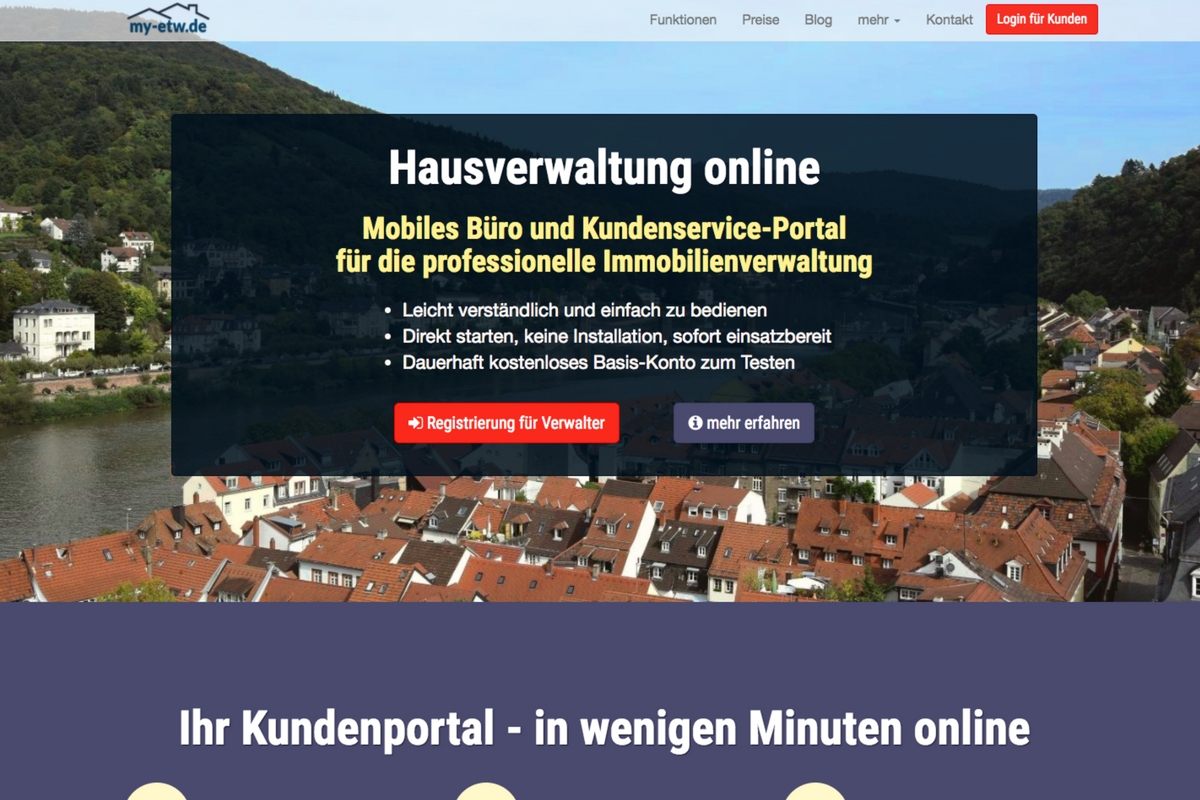 my-etw.de
Funktionen
Preise
Blog
mehr
Kontakt
Login für Kunden
Hausverwaltung online
Mobiles Büro und Kundenservice-Portal
für die professionelle Immobilienverwaltung
Leicht verständlich und einfach zu bedienen
Direkt starten, keine Installation, sofort einsatzbereit
Dauerhaft kostenloses Basis-Konto zum Testen
Registrierung für Verwalter
mehr erfahren
Ihr Kundenportal - in wenigen Minuten online